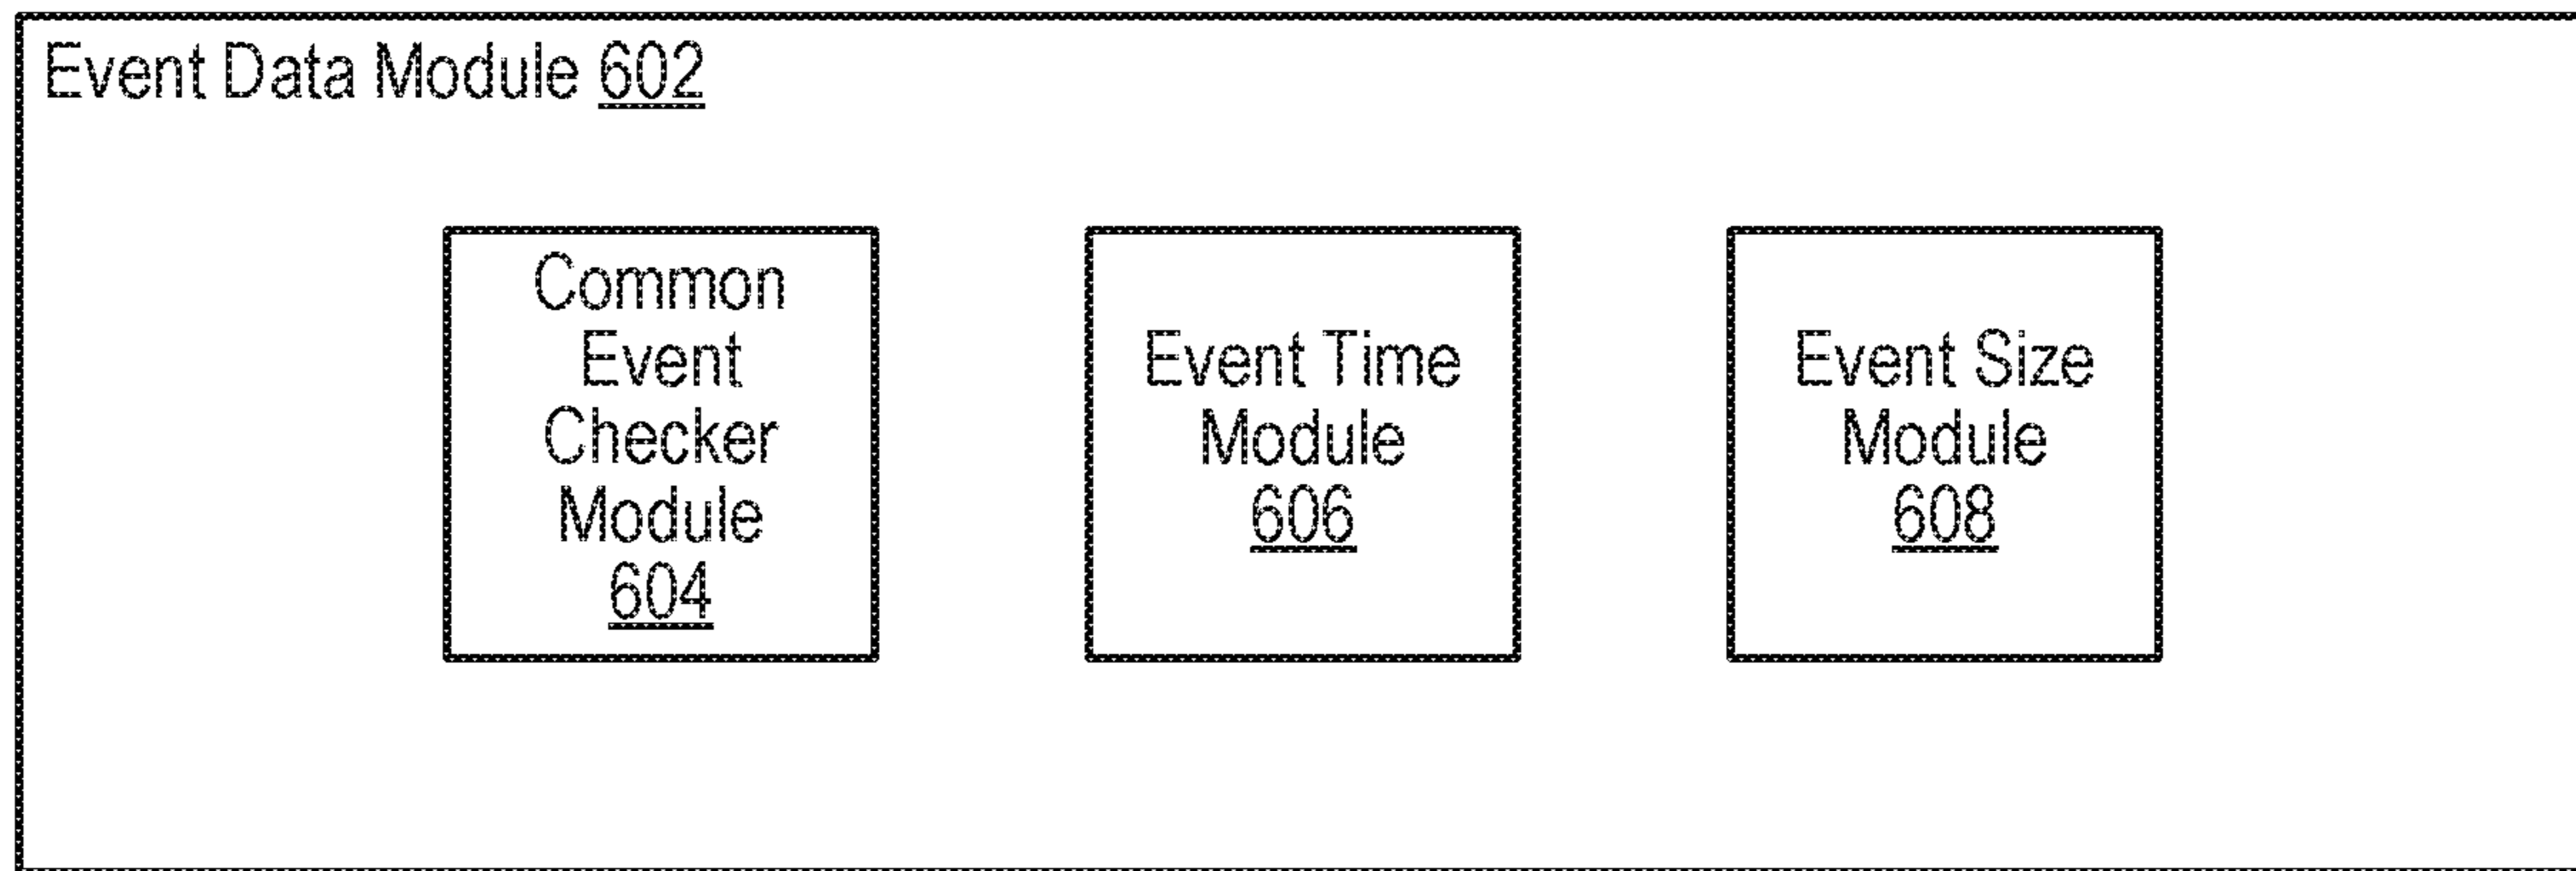 Event Data Module 602
Common
Event
Checker
Module
604
Event Time
Module
606
Event Size
Module
608